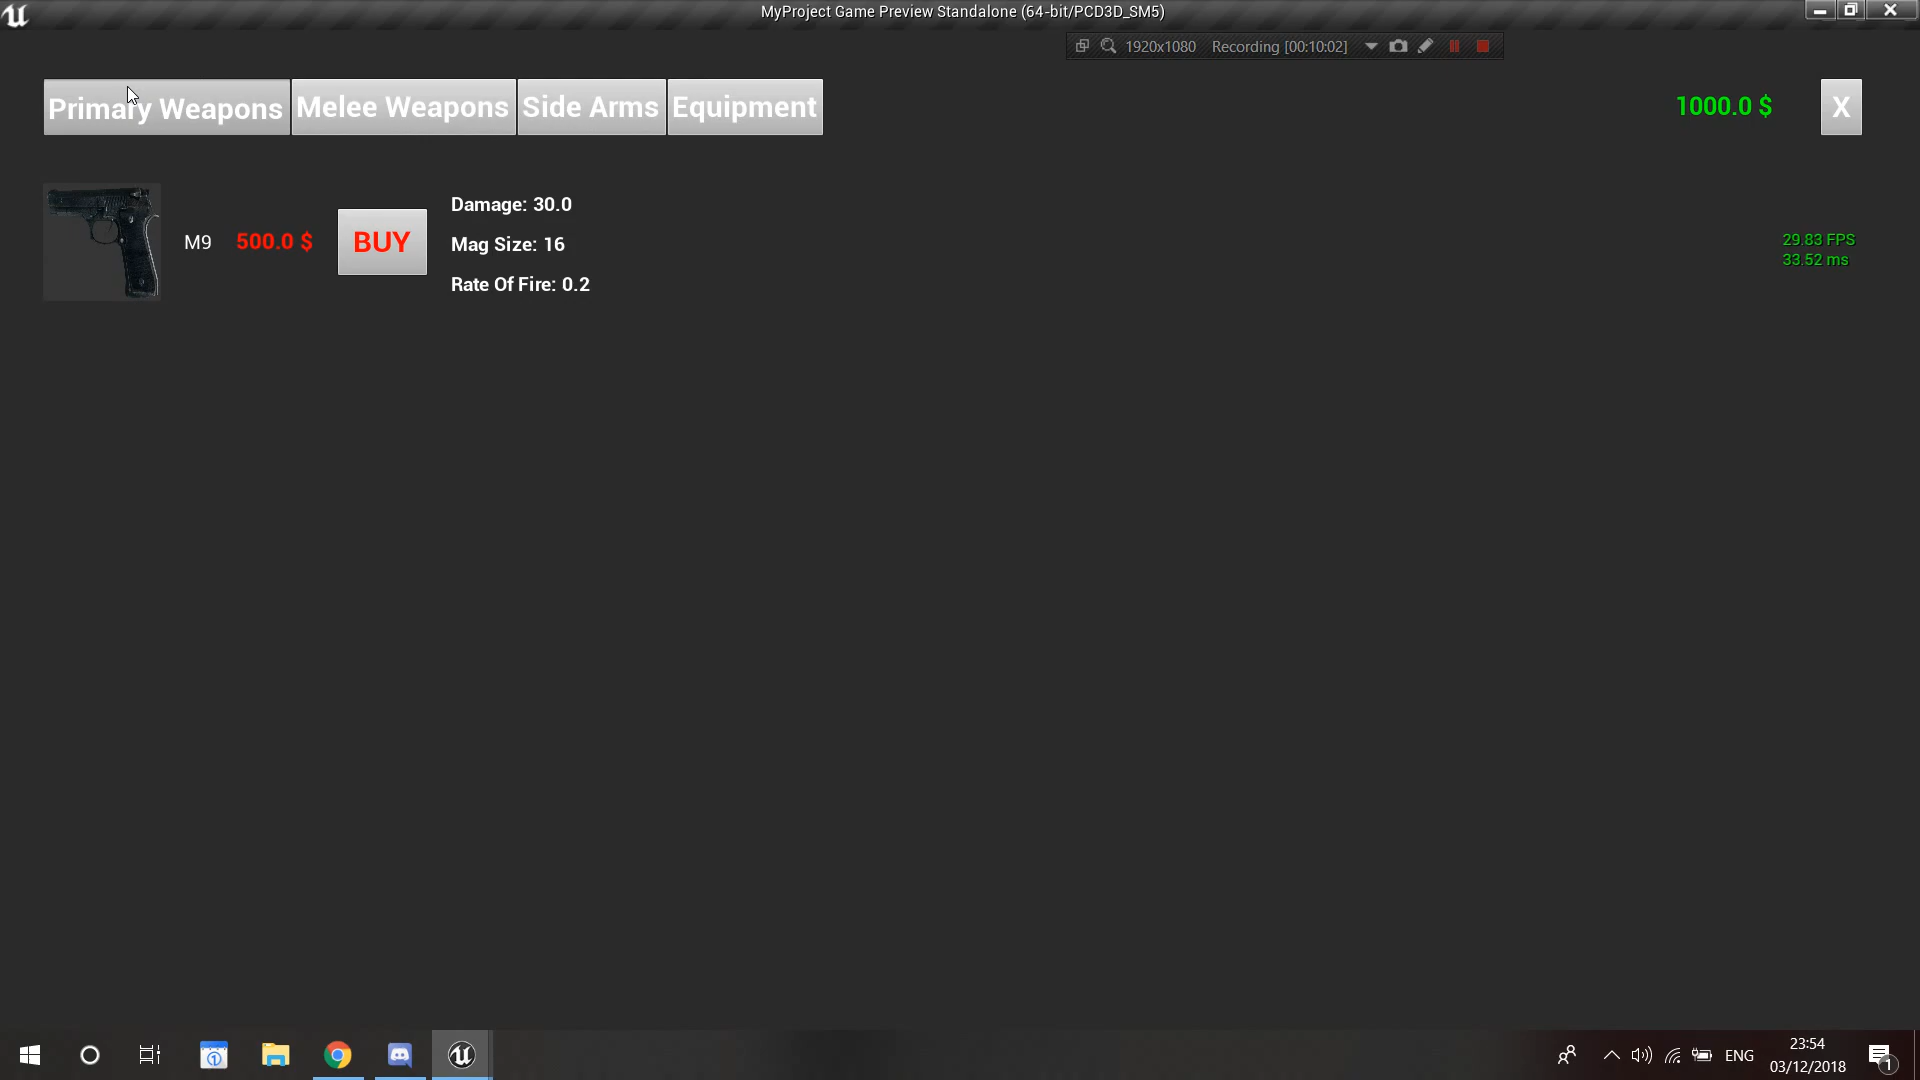 MyProject Game Preview Standalone (64-bit/PCD3D_SM5)
1920x1080 Recording [00:10:02]
Primary Weapons Melee Weapons Side Arms Equipment 1000.0 $ X
M9 500.0 $ BUY
Damage: 30.0
Mag Size: 16
Rate Of Fire: 0.2
29.83 FPS
33.52 ms
ENG
23:54
03/12/2018
1
1